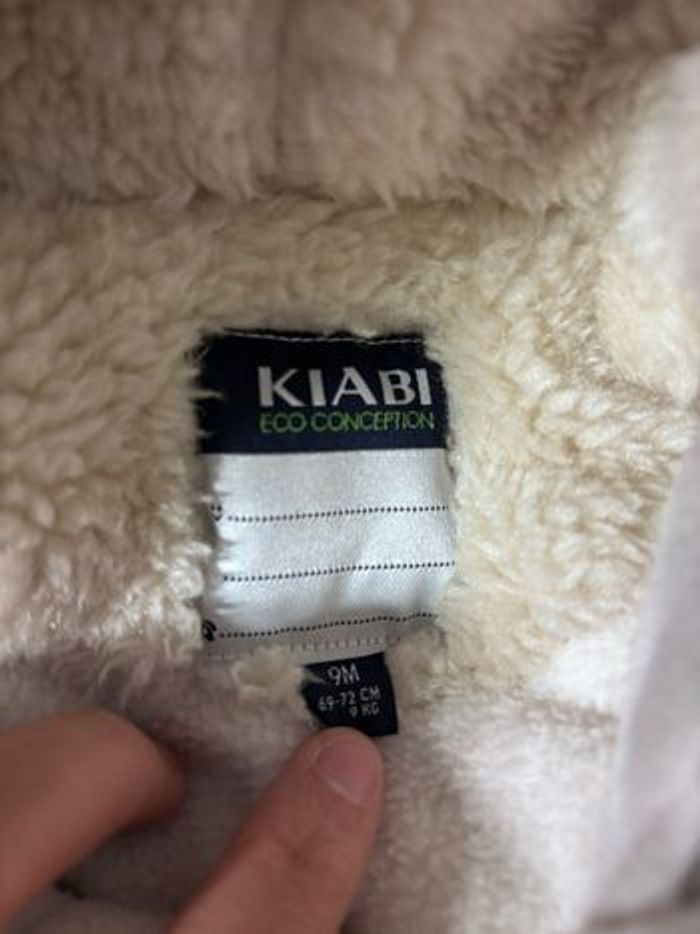 KIABI
ECO CONCEPTION
9M
69-72 CM
9 KG